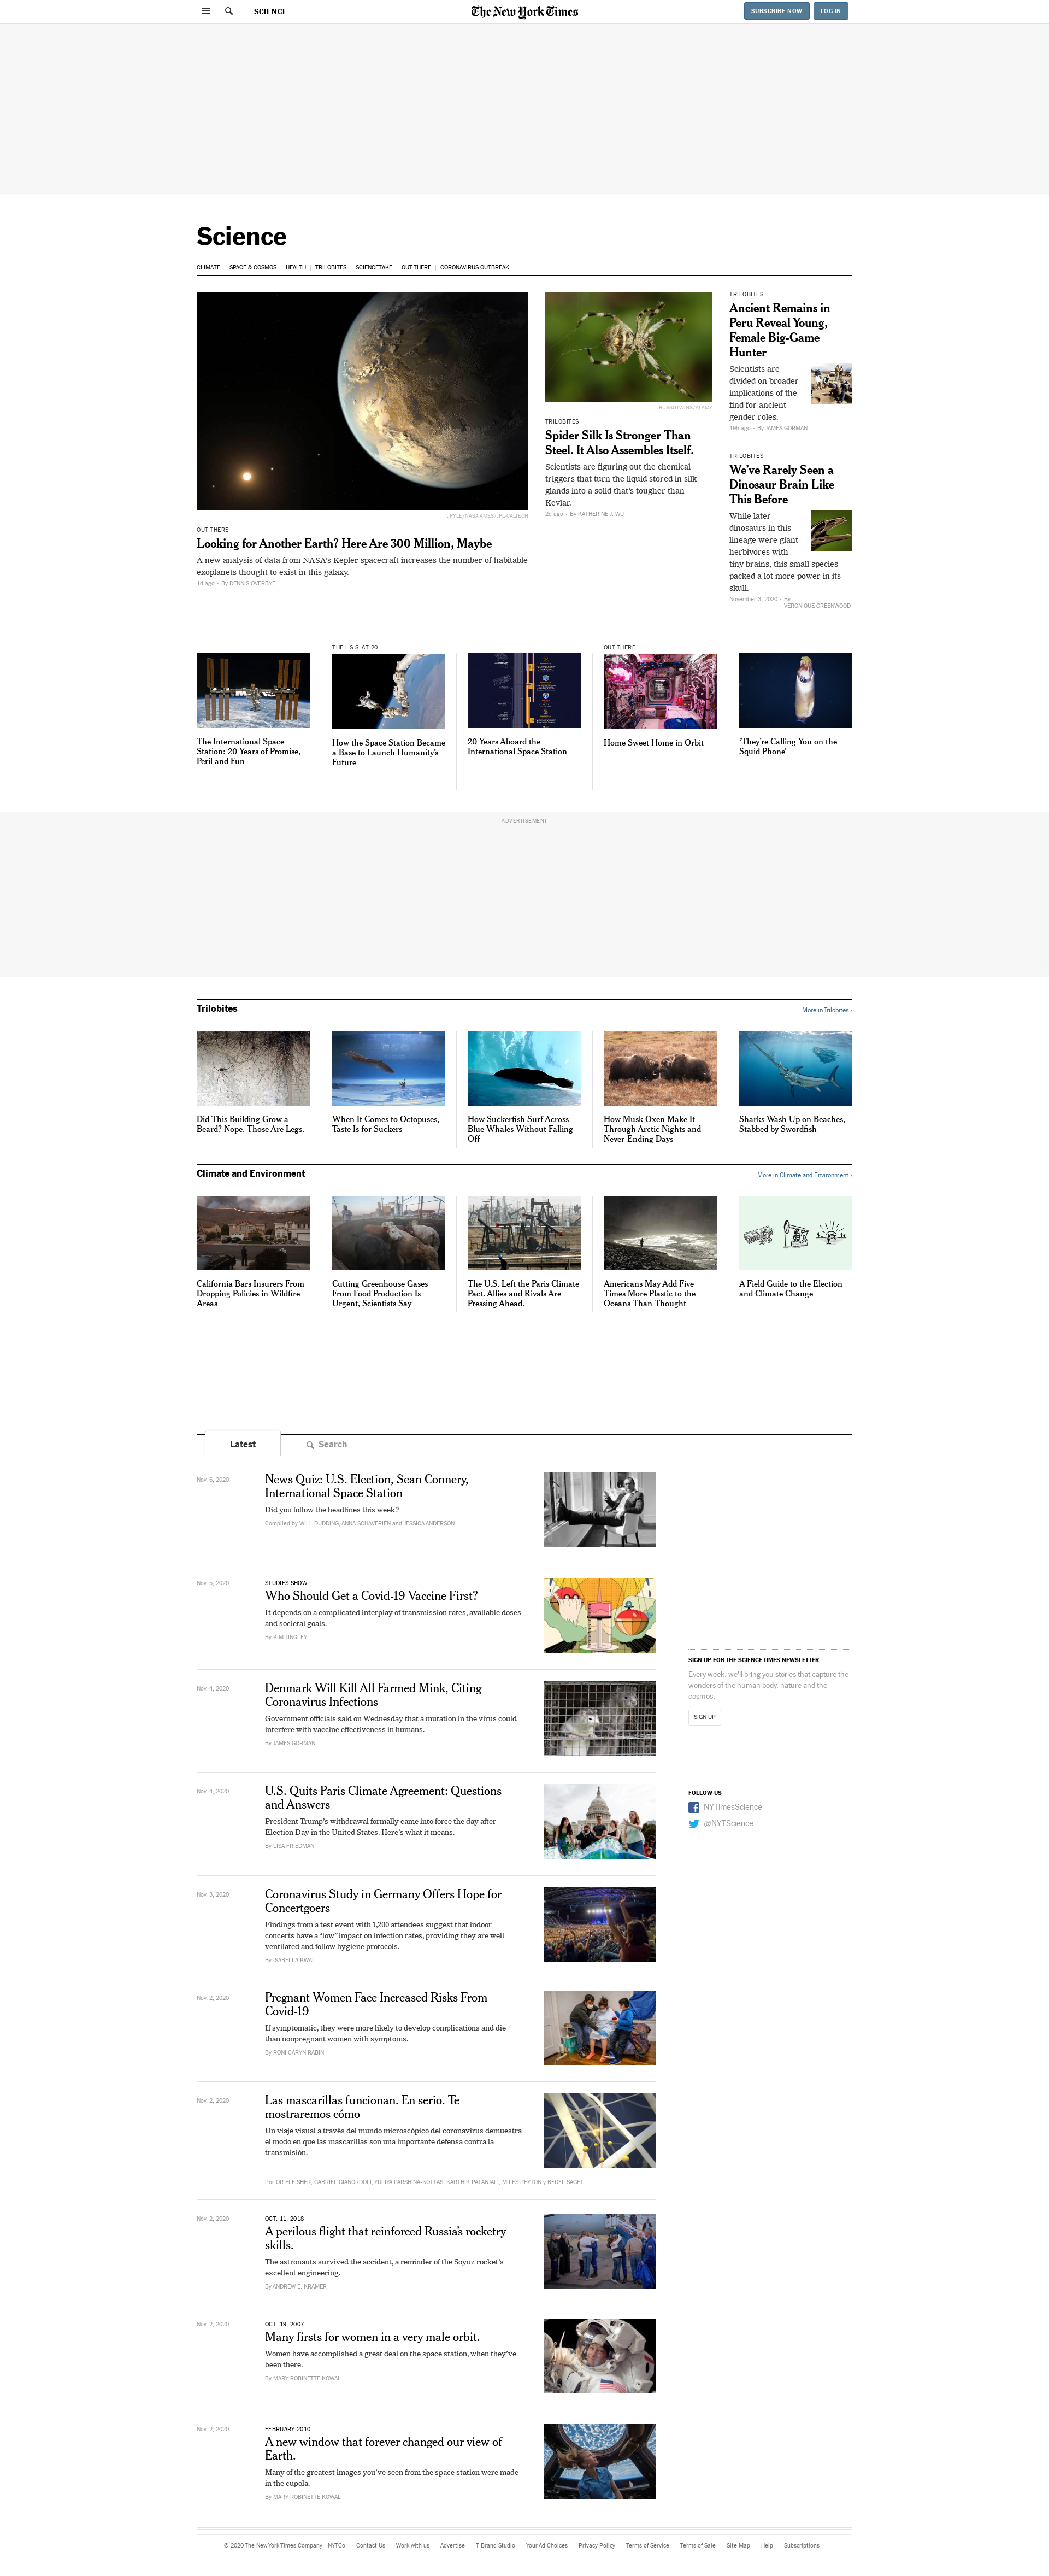 SCIENCE
The New York Times
SUBSCRIBE NOW
LOG IN
Science
CLIMATE
SPACE & COSMOS
HEALTH
TRILOBITES
SCIENCETAKE
OUT THERE
CORONAVIRUS OUTBREAK
T. PYLE/NASA AMES/JPL-CALTECH
OUT THERE
Looking for Another Earth? Here Are 300 Million, Maybe
A new analysis of data from NASA's Kepler spacecraft increases the number of habitable
exoplanets thought to exist in this galaxy.
1d ago • By DENNIS OVERBYE
RUSSOTWINS/ALAMY
TRILOBITES
Spider Silk Is Stronger Than
Steel. It Also Assembles Itself.
Scientists are figuring out the chemical
triggers that turn the liquid stored in silk
glands into a solid that's tougher than
Kevlar.
2d ago • By KATHERINE J. WU
TRILOBITES
Ancient Remains in
Peru Reveal Young,
Female Big-Game
Hunter
Scientists are
divided on broader
implications of the
find for ancient
gender roles.
19h ago • By JAMES GORMAN
TRILOBITES
We've Rarely Seen a
Dinosaur Brain Like
This Before
While later
dinosaurs in this
lineage were giant
herbivores with
tiny brains, this small species
packed a lot more power in its
skull.
November 3, 2020 • By
VERONIQUE GREENWOOD
The International Space
Station: 20 Years of Promise,
Peril and Fun
THE I.S.S. AT 20
How the Space Station Became
a Base to Launch Humanity's
Future
20 Years Aboard the
International Space Station
OUT THERE
Home Sweet Home in Orbit
'They're Calling You on the
Squid Phone'
ADVERTISEMENT
Trilobites
More in Trilobites ›
Did This Building Grow a
Beard? Nope. Those Are Legs.
When It Comes to Octopuses,
Taste Is for Suckers
How Suckerfish Surf Across
Blue Whales Without Falling
Off
How Musk Oxen Make It
Through Arctic Nights and
Never-Ending Days
Sharks Wash Up on Beaches,
Stabbed by Swordfish
Climate and Environment
More in Climate and Environment ›
California Bars Insurers From
Dropping Policies in Wildfire
Areas
Cutting Greenhouse Gases
From Food Production Is
Urgent, Scientists Say
The U.S. Left the Paris Climate
Pact. Allies and Rivals Are
Pressing Ahead.
Americans May Add Five
Times More Plastic to the
Oceans Than Thought
A Field Guide to the Election
and Climate Change
Latest
Search
Nov. 6, 2020
News Quiz: U.S. Election, Sean Connery,
International Space Station
Did you follow the headlines this week?
Compiled by WILL DUDDING, ANNA SCHAVERIEN and JESSICA ANDERSON
Nov. 5, 2020
STUDIES SHOW
Who Should Get a Covid-19 Vaccine First?
It depends on a complicated interplay of transmission rates, available doses
and societal goals.
By KIM TINGLEY
Nov. 4, 2020
Denmark Will Kill All Farmed Mink, Citing
Coronavirus Infections
Government officials said on Wednesday that a mutation in the virus could
interfere with vaccine effectiveness in humans.
By JAMES GORMAN
Nov. 4, 2020
U.S. Quits Paris Climate Agreement: Questions
and Answers
President Trump's withdrawal formally came into force the day after
Election Day in the United States. Here's what it means.
By LISA FRIEDMAN
Nov. 3, 2020
Coronavirus Study in Germany Offers Hope for
Concertgoers
Findings from a test event with 1,200 attendees suggest that indoor
concerts have a "low" impact on infection rates, providing they are well
ventilated and follow hygiene protocols.
By ISABELLA KWAI
Nov. 2, 2020
Pregnant Women Face Increased Risks From
Covid-19
If symptomatic, they were more likely to develop complications and die
than nonpregnant women with symptoms.
By RONI CARYN RABIN
Nov. 2, 2020
Las mascarillas funcionan. En serio. Te
mostraremos cómo
Un viaje visual a través del mundo microscópico del coronavirus demuestra
el modo en que las mascarillas son una importante defensa contra la
transmisión.
Por OR FLEISHER, GABRIEL GIANORDOLI, YULIYA PARSHINA-KOTTAS, KARTHIK PATANJALI, MILES PEYTON y BEDEL SAGET
Nov. 2, 2020
OCT. 11, 2018
A perilous flight that reinforced Russia's rocketry
skills.
The astronauts survived the accident, a reminder of the Soyuz rocket's
excellent engineering.
By ANDREW E. KRAMER
Nov. 2, 2020
OCT. 19, 2007
Many firsts for women in a very male orbit.
Women have accomplished a great deal on the space station, when they've
been there.
By MARY ROBINETTE KOWAL
Nov. 2, 2020
FEBRUARY 2010
A new window that forever changed our view of
Earth.
Many of the greatest images you've seen from the space station were made
in the cupola.
By MARY ROBINETTE KOWAL
SIGN UP FOR THE SCIENCE TIMES NEWSLETTER
Every week, we'll bring you stories that capture the
wonders of the human body, nature and the
cosmos.
SIGN UP
FOLLOW US
NYTimesScience
@NYTScience
© 2020 The New York Times Company
NYTCo
Contact Us
Work with us
Advertise
T Brand Studio
Your Ad Choices
Privacy Policy
Terms of Service
Terms of Sale
Site Map
Help
Subscriptions